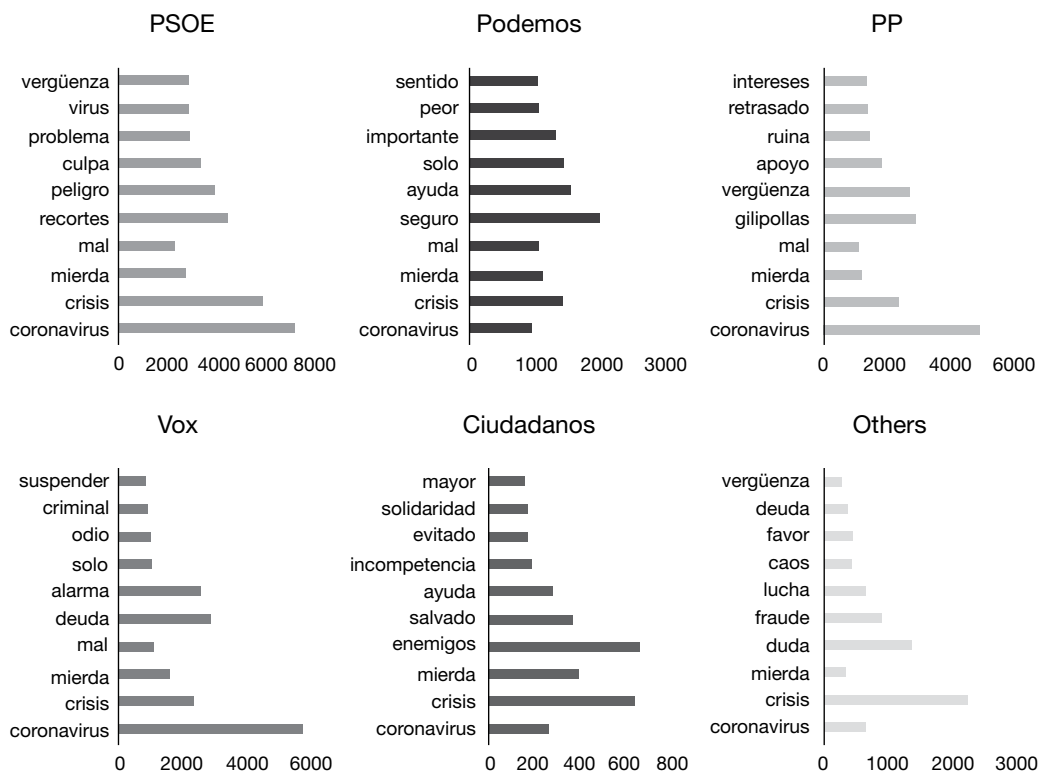 PSOE
vergüenza
virus
problema
culpa
peligro
recortes
mal
mierda
crisis
coronavirus
0 2000 4000 6000 8000
Podemos
sentido
peor
importante
solo
ayuda
seguro
mal
mierda
crisis
coronavirus
0 1000 2000 3000
PP
intereses
retrasado
ruina
apoyo
vergüenza
gilipollas
mal
mierda
crisis
coronavirus
0 2000 4000 6000
Vox
suspender
criminal
odio
solo
alarma
deuda
mal
mierda
crisis
coronavirus
0 2000 4000 6000
Ciudadanos
mayor
solidaridad
evitado
incompetencia
ayuda
salvado
enemigos
mierda
crisis
coronavirus
0 200 400 600 800
Others
vergüenza
deuda
favor
caos
lucha
fraude
duda
mierda
crisis
coronavirus
0 1000 2000 3000